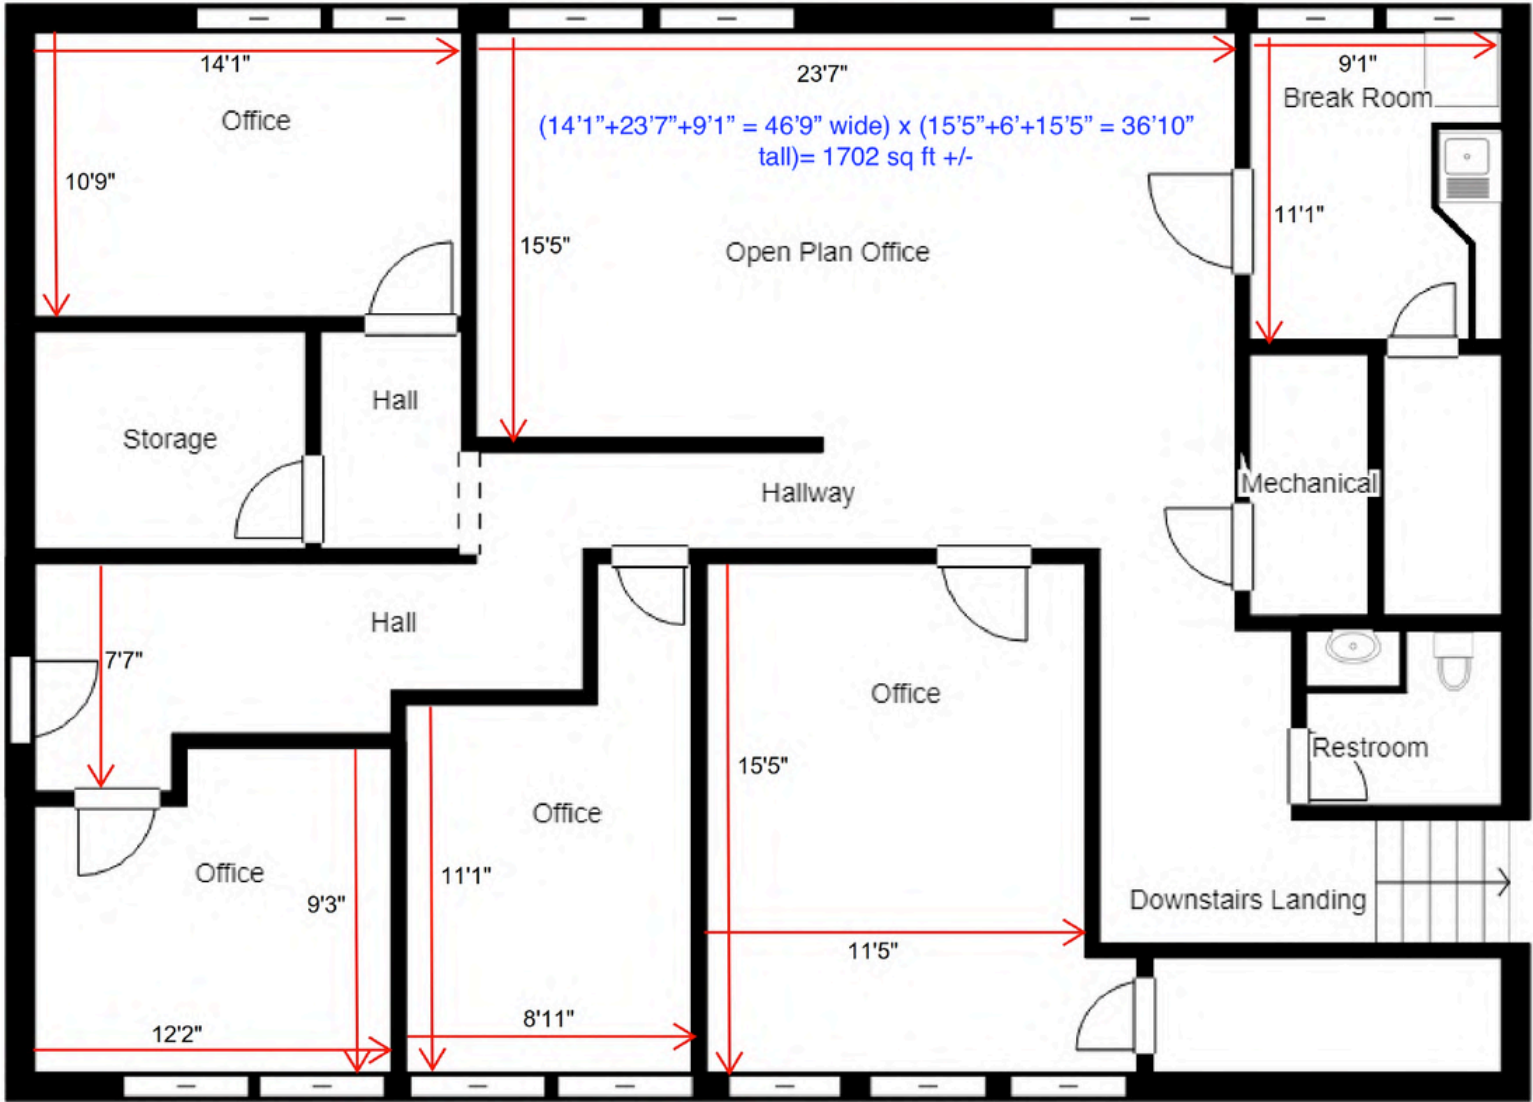 14'1"
23'7"
9'1"
Break Room
Office
(14’1”+23’7”+9’1” = 46’9” wide) x (15’5”+6’+15’5” = 36’10”
tall)= 1702 sq ft +/-
10'9"
11'1"
15'5"
Open Plan Office
Hall
Storage
Mechanical
Hallway
Hall
7'7"
Office
Restroom
15'5"
Office
Office
11'1"
9'3"
Downstairs Landing
11'5"
8'11"
12'2"